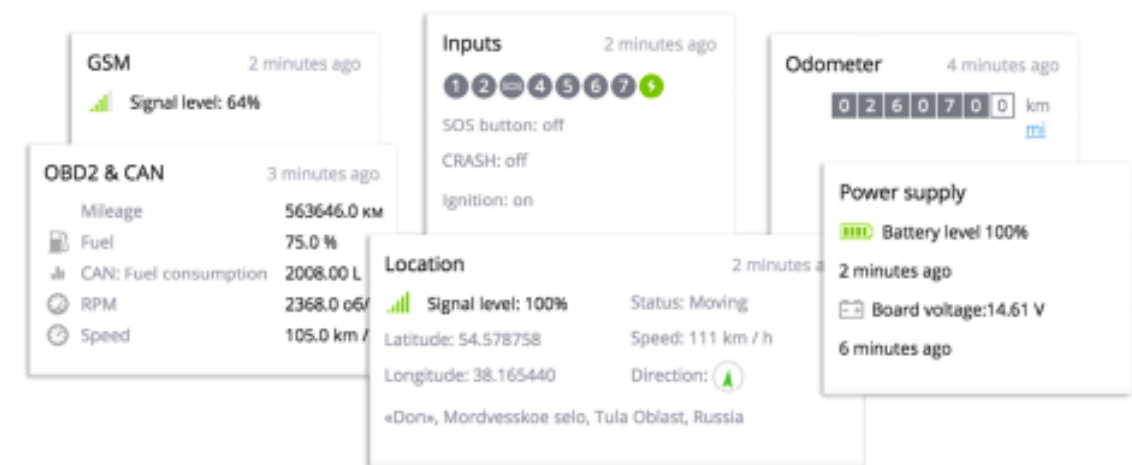 GSM 2 minutes ago
Signal level: 64%
Inputs 2 minutes ago
1 2 SOS 4 5 6 7
SOS button: off
CRASH: off
Ignition: on
Odometer 4 minutes ago
0 2 6 0 7 0 0 km
mi
OBD2 & CAN 3 minutes ago
Mileage 563646.0 км
Fuel 75.0 %
CAN: Fuel consumption 2008.00 L
RPM 2368.0 об/
Speed 105.0 km /
Location 2 minutes a
Signal level: 100% Status: Moving
Latitude: 54.578758 Speed: 111 km / h
Longitude: 38.165440 Direction:
«Don», Mordvesskoe selo, Tula Oblast, Russia
Power supply
Battery level 100%
2 minutes ago
Board voltage:14.61 V
6 minutes ago